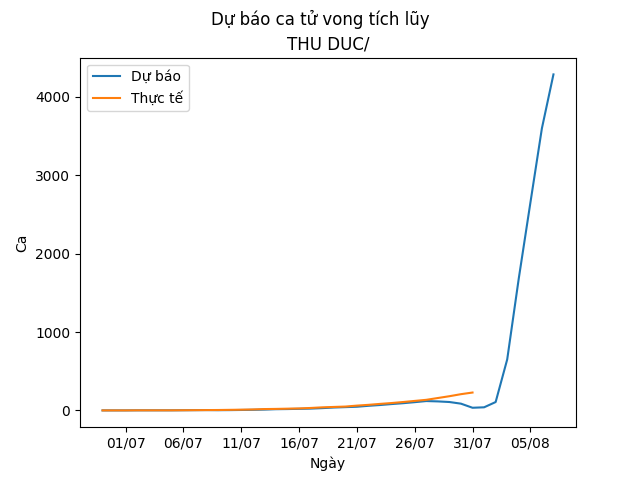 Dự báo ca tử vong tích lũy
THU DUC/
Dự báo
Thực tế
4000
3000
2000
1000
0
Ca
01/07 06/07 11/07 16/07 21/07 26/07 31/07 05/08
Ngày